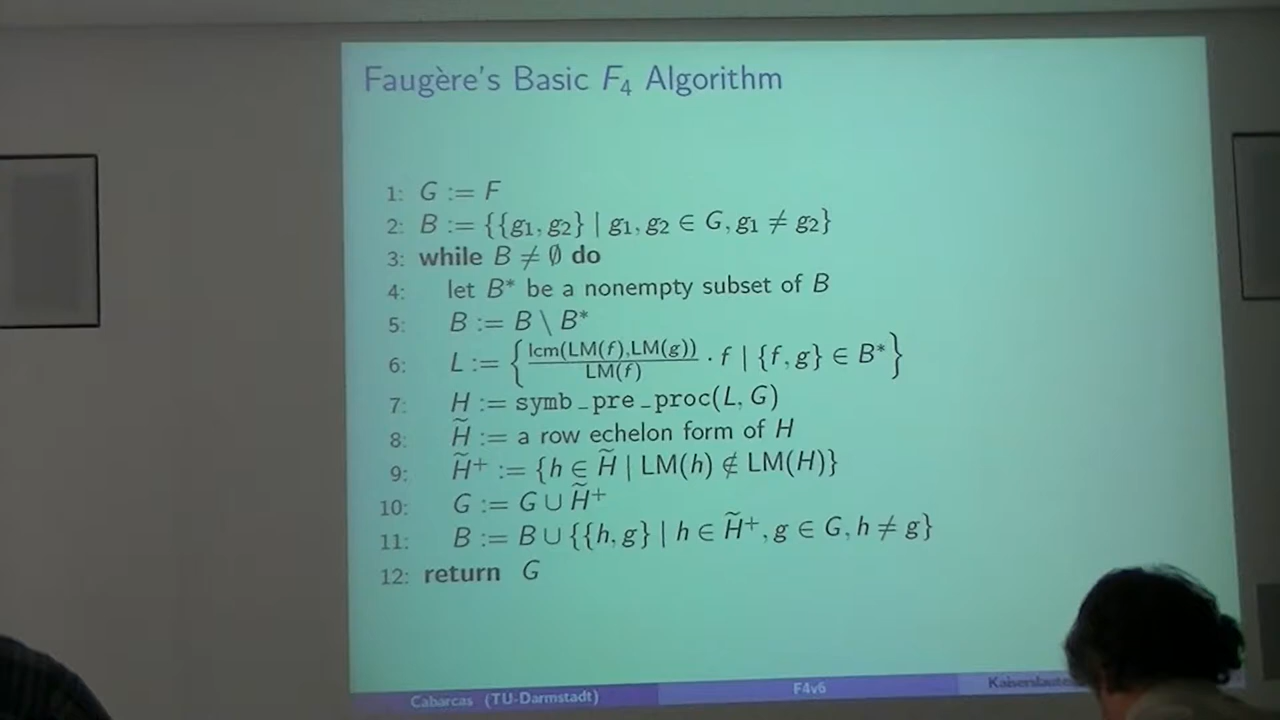 Faugère's Basic F₄ Algorithm
1: G := F
2: B := {{g₁, g₂} | g₁, g₂ ∈ G, g₁ ≠ g₂}
3: while B ≠ ∅ do
4: let B* be a nonempty subset of B
5: B := B \ B*
6: L := { lcm(LM(f),LM(g)) / LM(f) · f | {f, g} ∈ B* }
7: H := symb_pre_proc(L, G)
8: H̃ := a row echelon form of H
9: H̃⁺ := {h ∈ H̃ | LM(h) ∉ LM(H)}
10: G := G ∪ H̃⁺
11: B := B ∪ {{h, g} | h ∈ H̃⁺, g ∈ G, h ≠ g}
12: return G
Cabarcas (TU-Darmstadt) F4v6